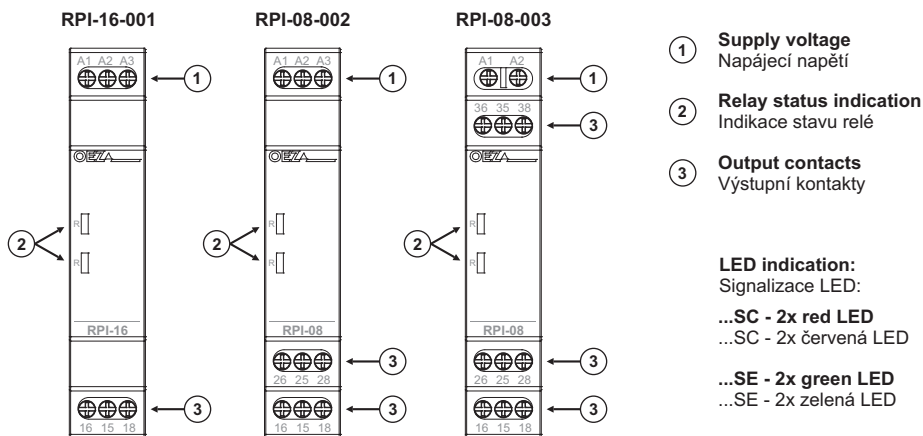 RPI-16-001
RPI-08-002
RPI-08-003
A1 A2 A3
1
OEZ
2
R
R
RPI-16
3
16 15 18
A1 A2 A3
1
OEZ
2
R
R
RPI-08
3
26 25 28
3
16 15 18
A1 A2
1
36 35 38
3
OEZ
2
R
R
RPI-08
3
26 25 28
3
16 15 18
1
Supply voltage
Napájecí napětí
2
Relay status indication
Indikace stavu relé
3
Output contacts
Výstupní kontakty
LED indication:
Signalizace LED:
...SC - 2x red LED
...SC - 2x červená LED
...SE - 2x green LED
...SE - 2x zelená LED